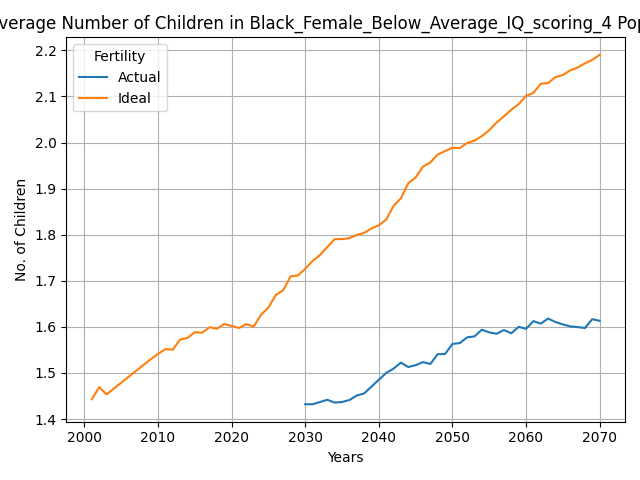 verage Number of Children in Black_Female_Below_Average_IQ_scoring_4 Pop
Fertility
Actual
Ideal
2.2
2.1
2.0
1.9
1.8
1.7
1.6
1.5
1.4
No. of Children
2000 2010 2020 2030 2040 2050 2060 2070
Years